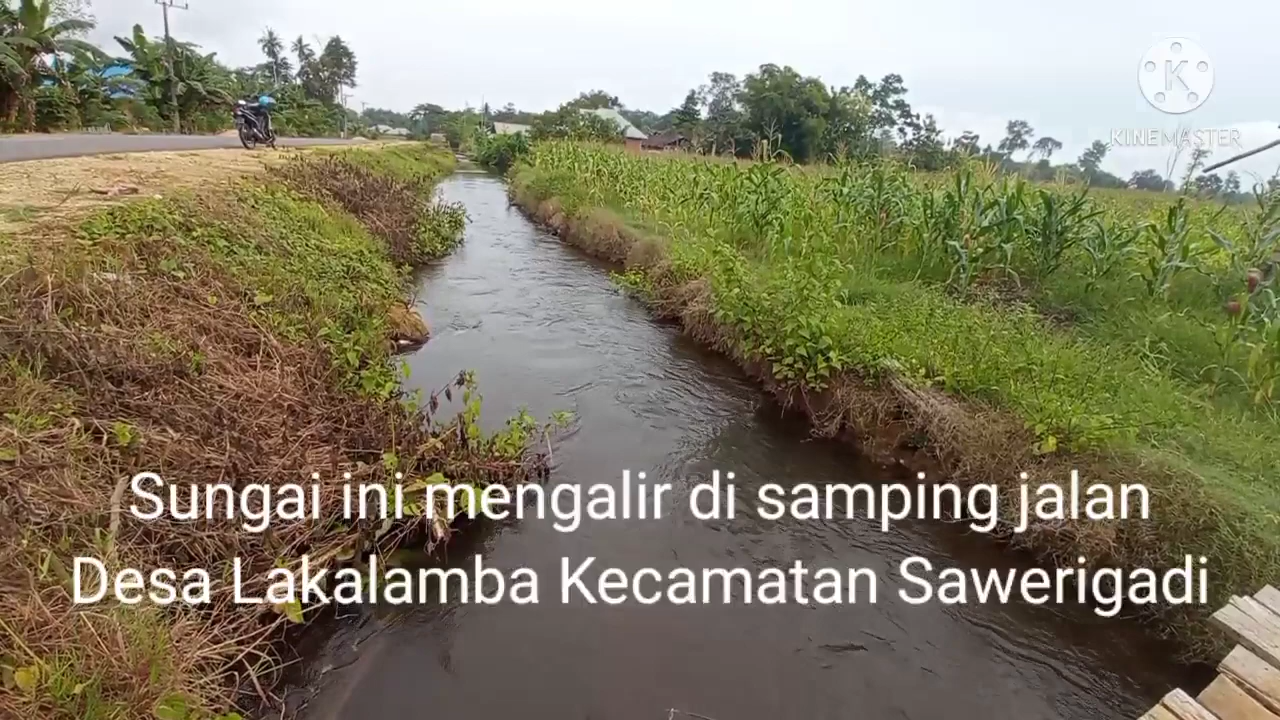 K
KINEMASTER
Sungai ini mengalir di samping jalan
Desa Lakalamba Kecamatan Sawerigadi